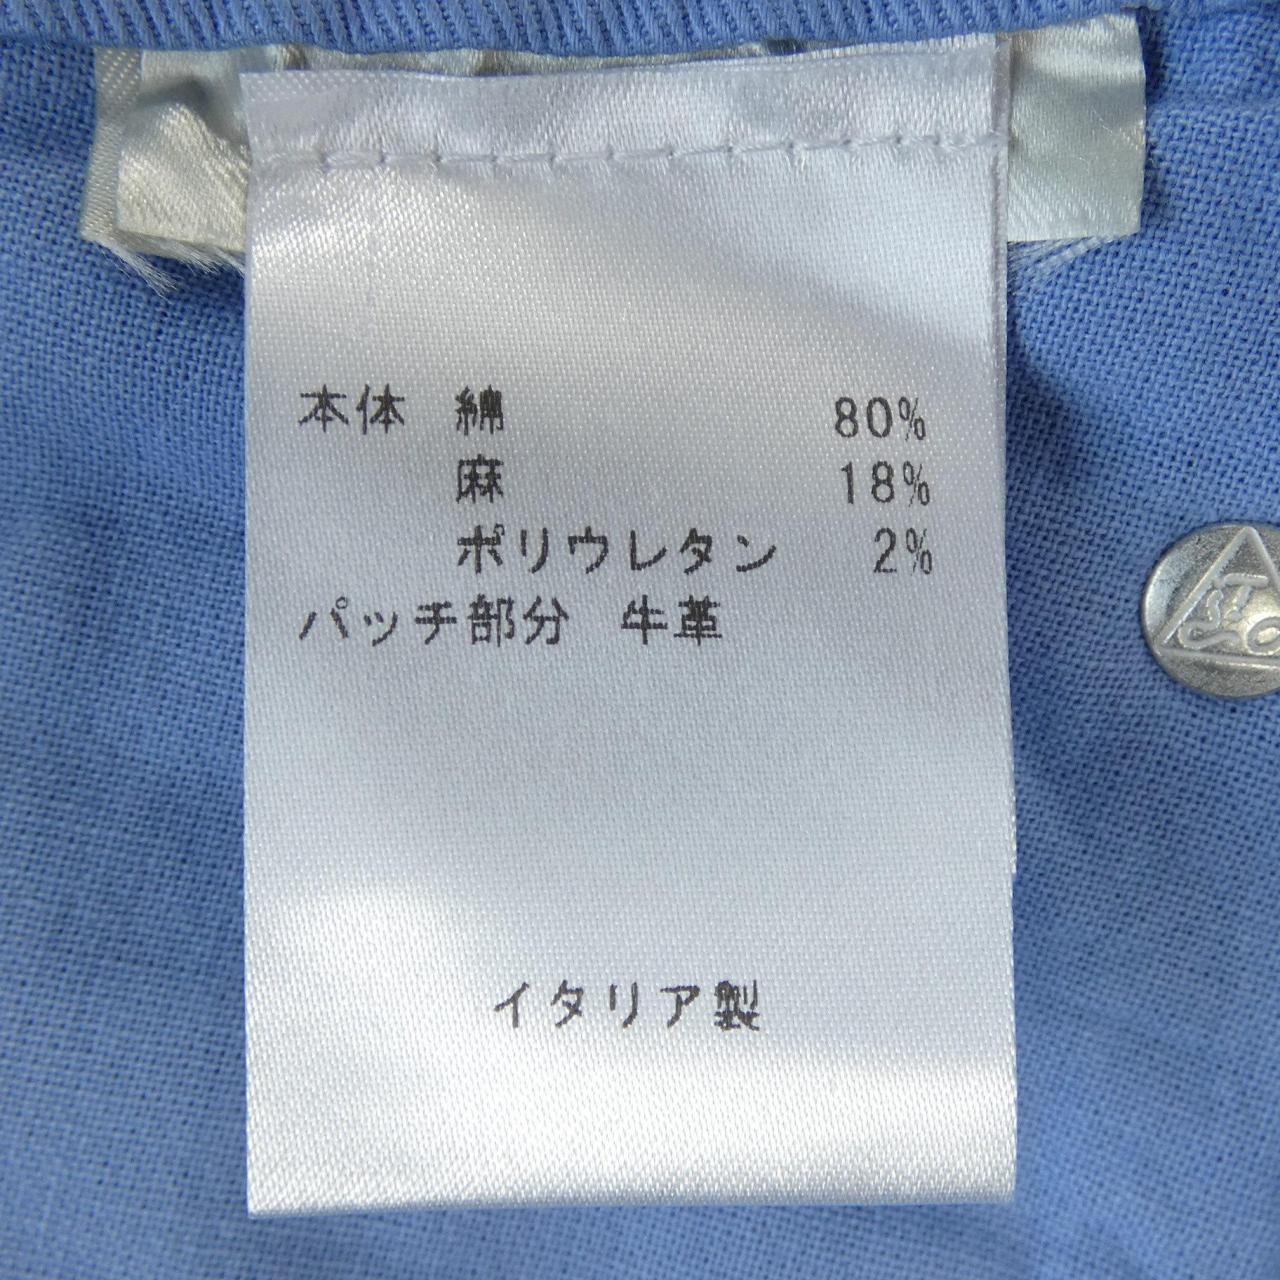 本体 綿 80%
麻 18%
ポリウレタン 2%
パッチ部分 牛革
イタリア製